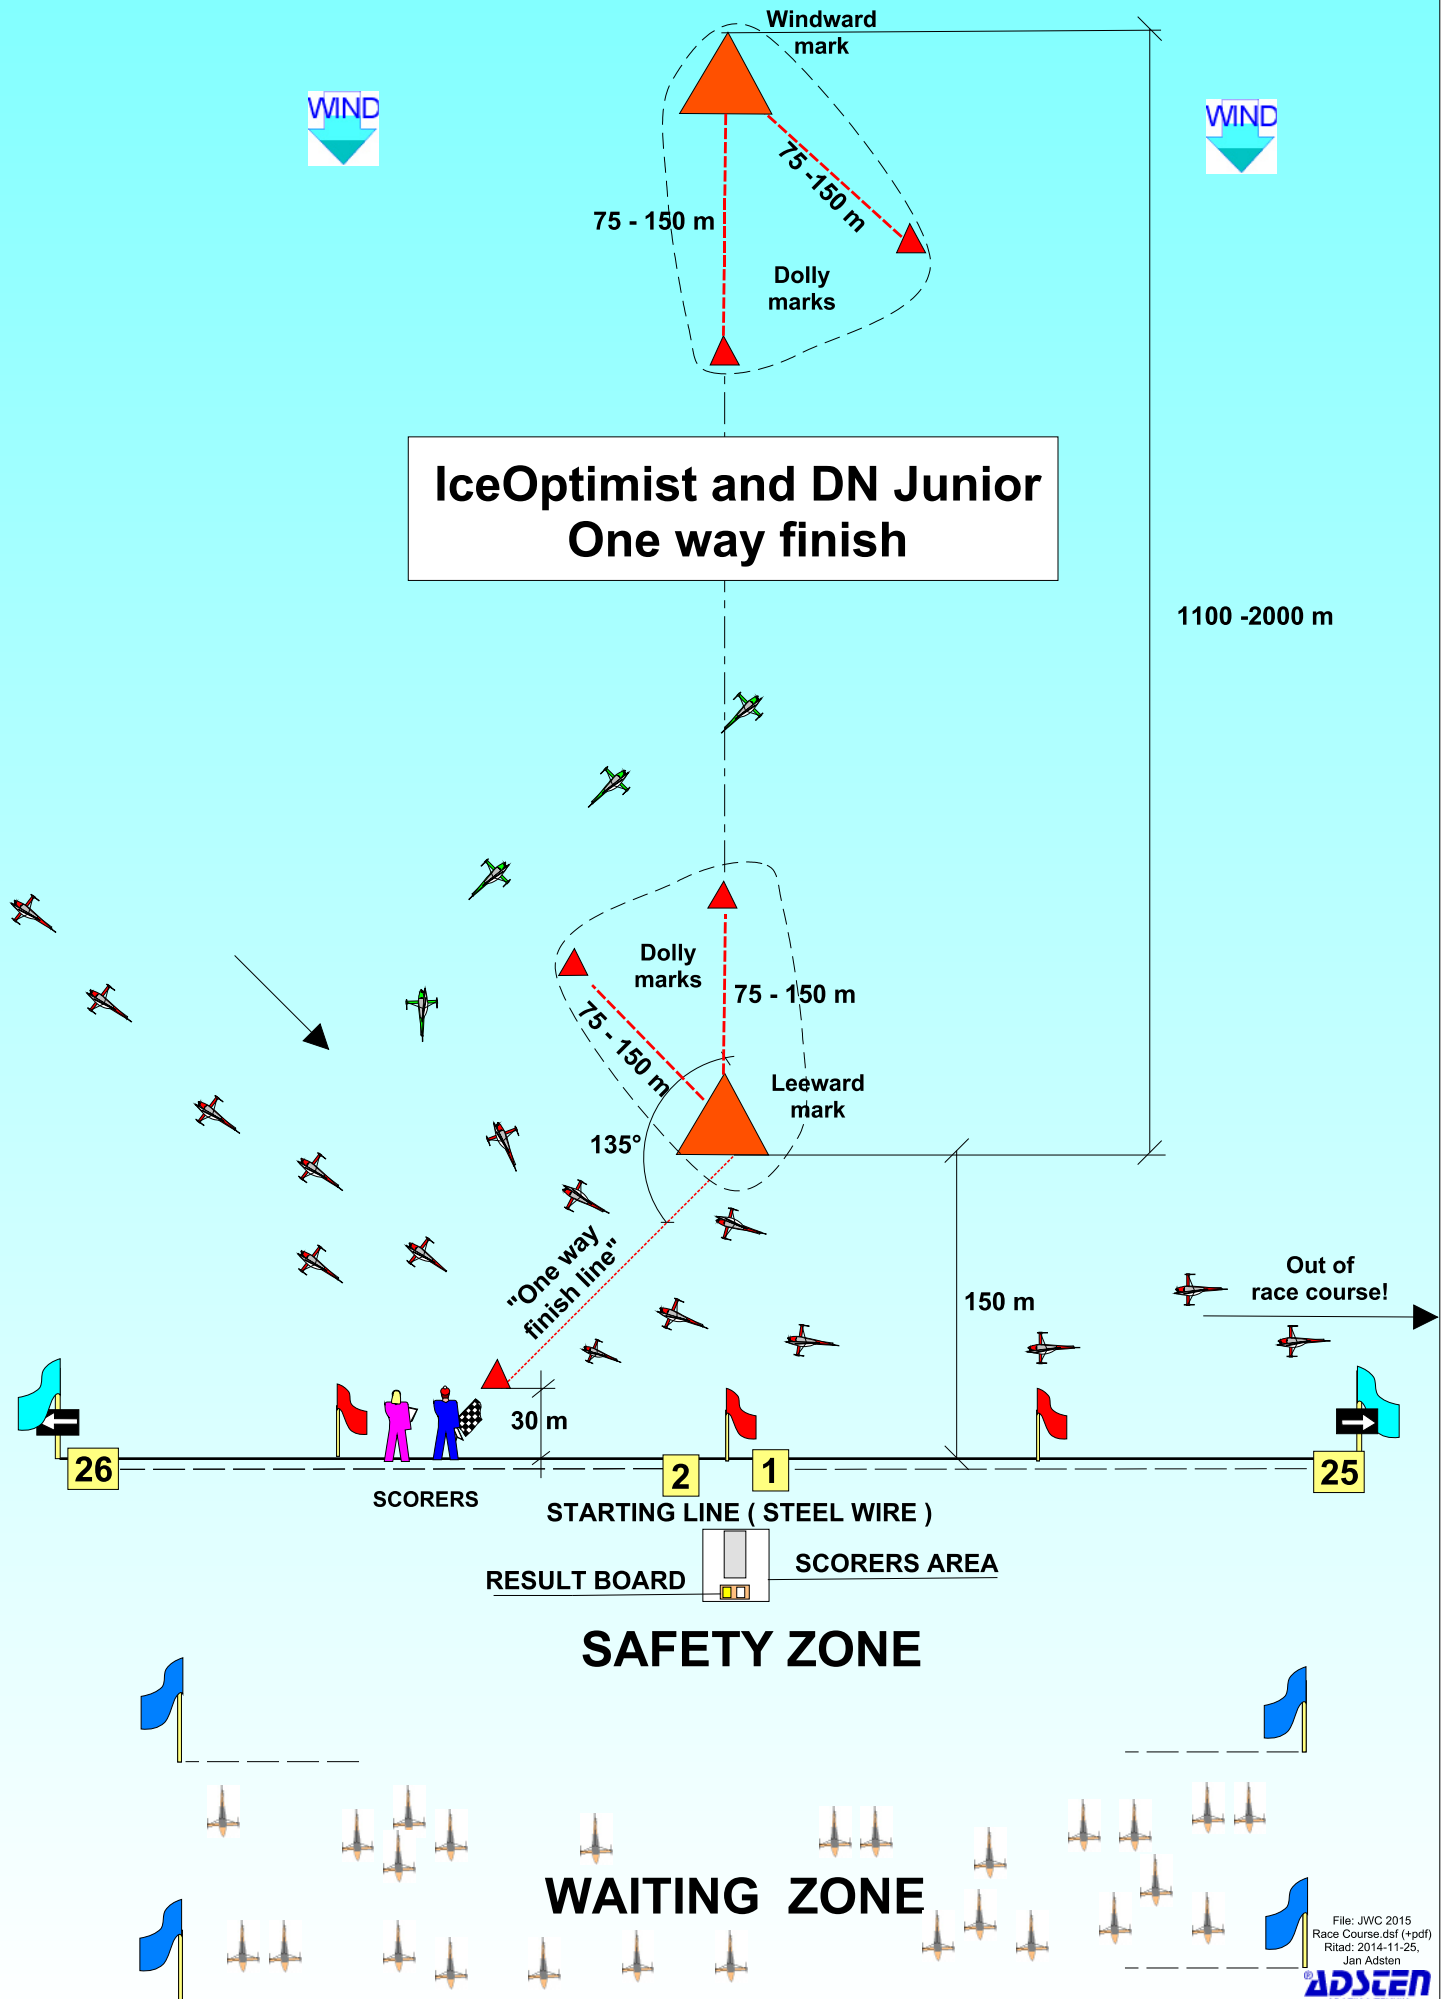 Windward
mark
WIND
WIND
75 -150 m
75 - 150 m
Dolly
marks
IceOptimist and DN Junior
One way finish
1100 -2000 m
Dolly
marks
75 - 150 m
75 - 150 m
Leeward
mark
135°
"One way
finish line"
150 m
Out of
race course!
30 m
26
2
1
25
SCORERS
STARTING LINE ( STEEL WIRE )
RESULT BOARD
SCORERS AREA
SAFETY ZONE
WAITING ZONE
File: JWC 2015
Race Course.dsf (+pdf)
Ritad: 2014-11-25,
Jan Adsten
®ADSTEN